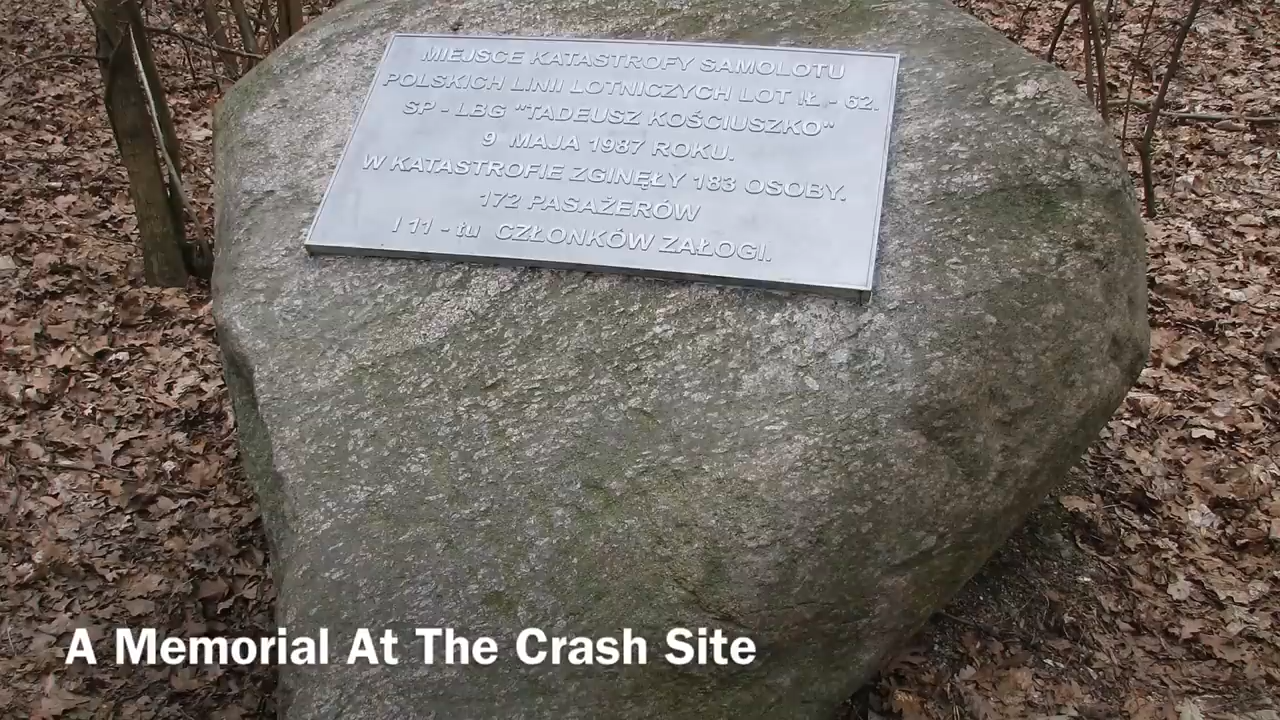 MIEJSCE KATASTROFY SAMOLOTU
POLSKICH LINII LOTNICZYCH LOT IŁ - 62.
SP - LBG "TADEUSZ KOŚCIUSZKO"
9 MAJA 1987 ROKU.
W KATASTROFIE ZGINĘŁY 183 OSOBY.
172 PASAŻERÓW
I 11 - tu CZŁONKÓW ZAŁOGI.
A Memorial At The Crash Site